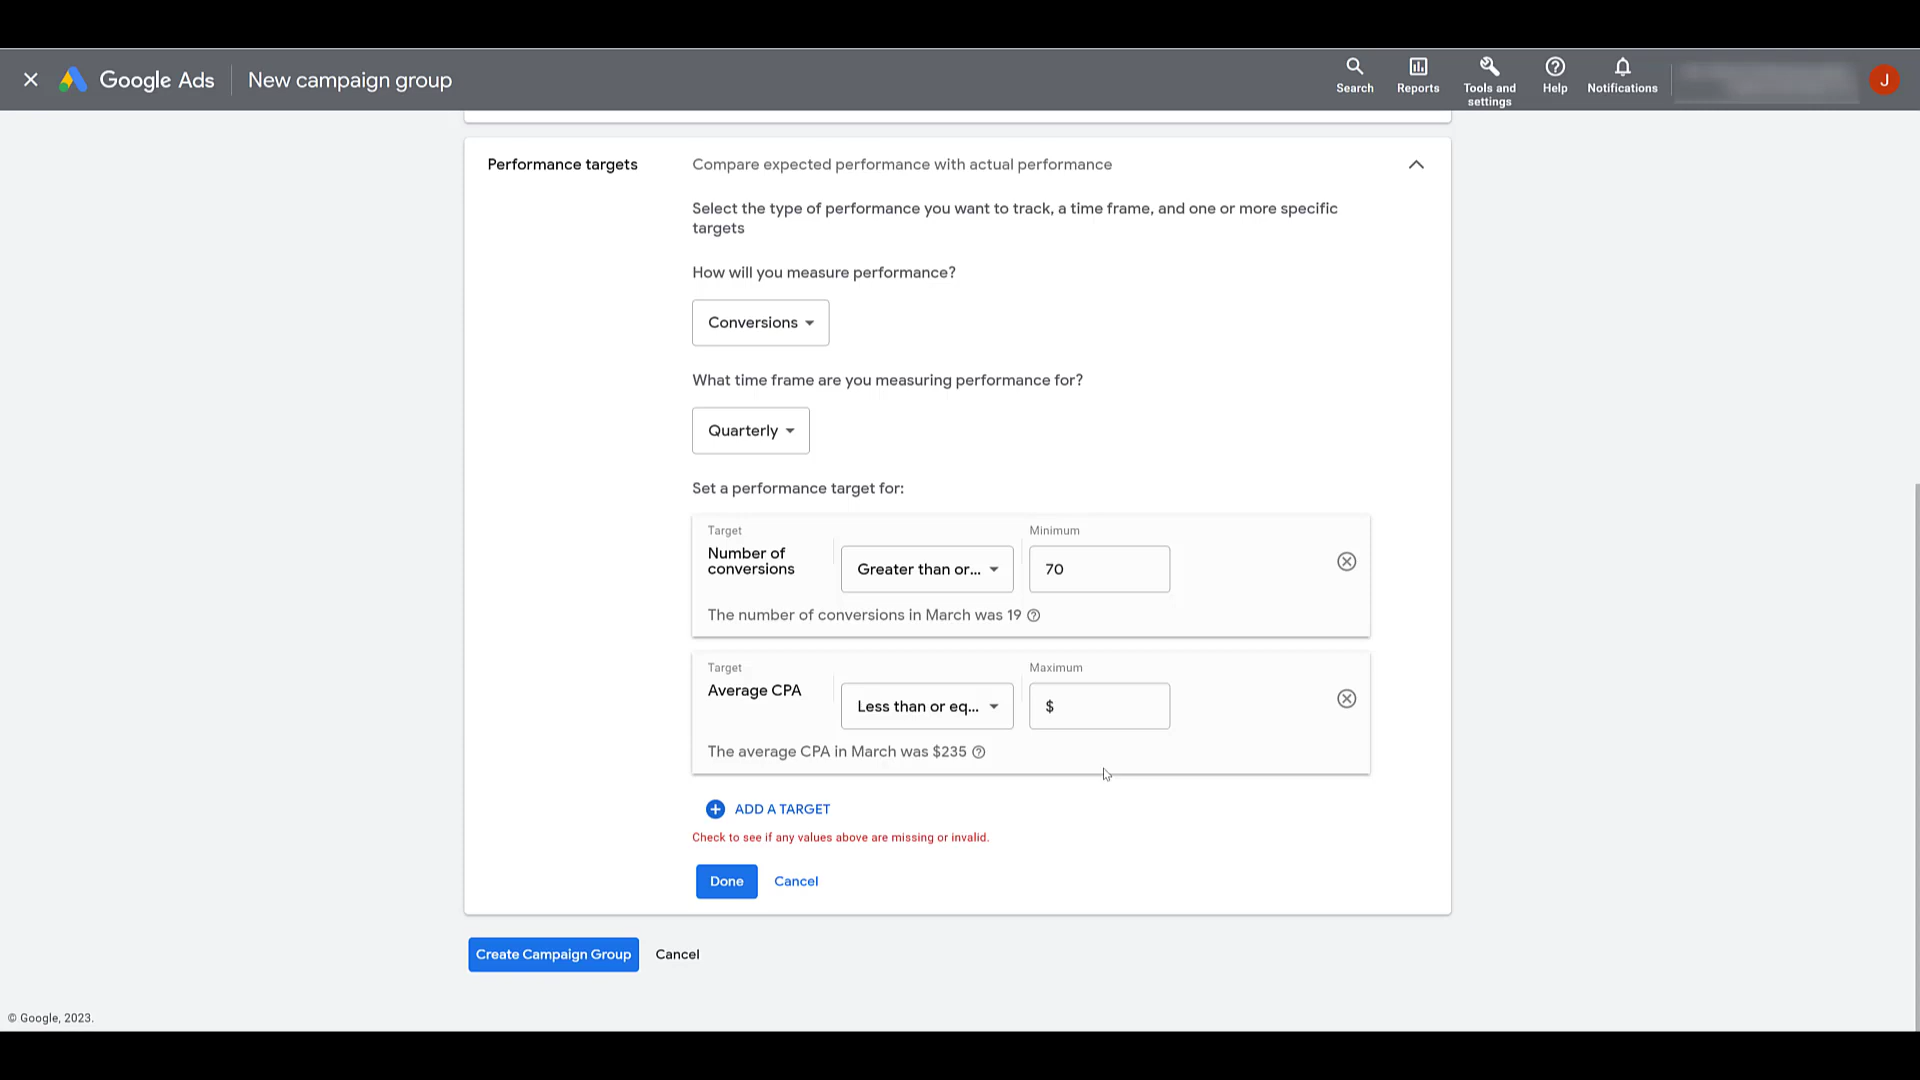 Google Ads
New campaign group
Search
Reports
Tools and
settings
Help
Notifications
J
Performance targets
Compare expected performance with actual performance
Select the type of performance you want to track, a time frame, and one or more specific
targets
How will you measure performance?
Conversions
What time frame are you measuring performance for?
Quarterly
Set a performance target for:
Target
Minimum
Number of
conversions
Greater than or...
70
The number of conversions in March was 19
Target
Maximum
Average CPA
Less than or eq...
$
The average CPA in March was $235
ADD A TARGET
Check to see if any values above are missing or invalid.
Done
Cancel
Create Campaign Group
Cancel
© Google, 2023.